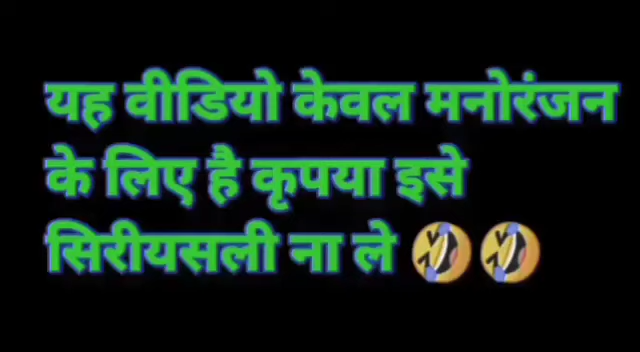 यह वीडियो केवल मनोरंजन
के लिए है कृपया इसे
सिरीयसली ना ले 🤣🤣